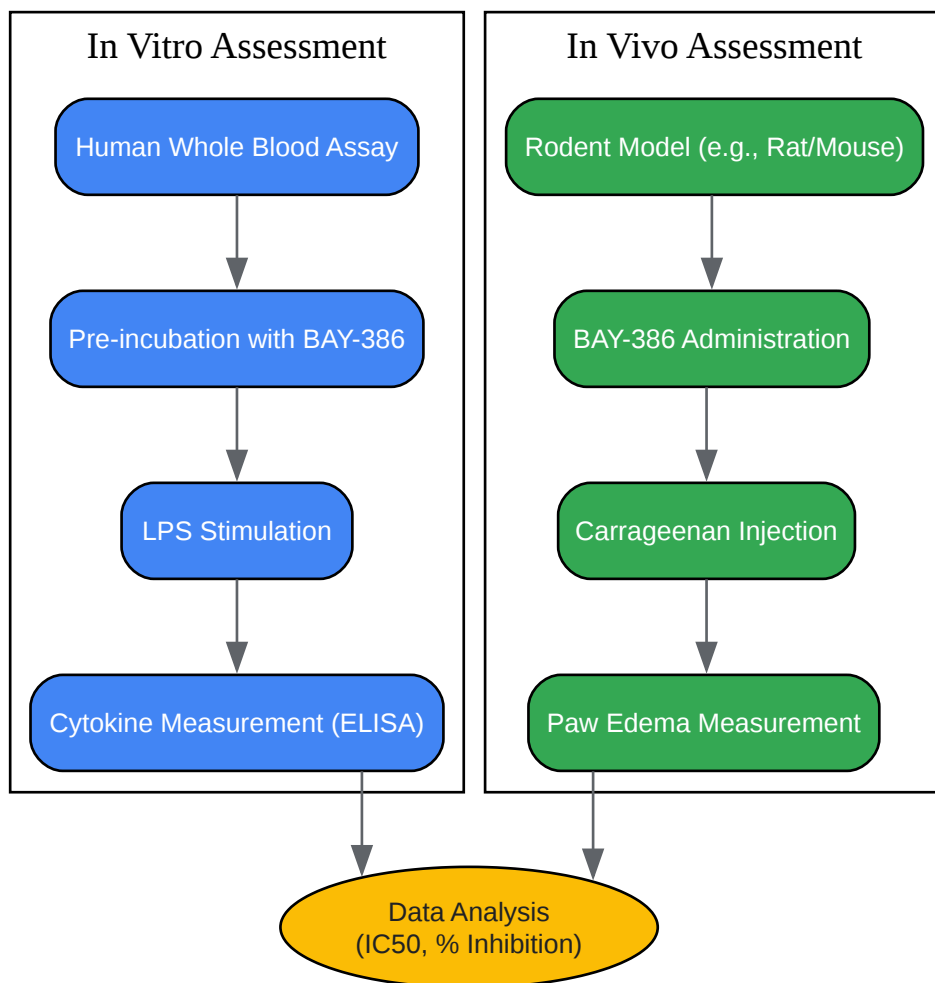 In Vitro Assessment
Human Whole Blood Assay
Pre-incubation with BAY-386
LPS Stimulation
Cytokine Measurement (ELISA)
In Vivo Assessment
Rodent Model (e.g., Rat/Mouse)
BAY-386 Administration
Carrageenan Injection
Paw Edema Measurement
Data Analysis
(IC50, % Inhibition)